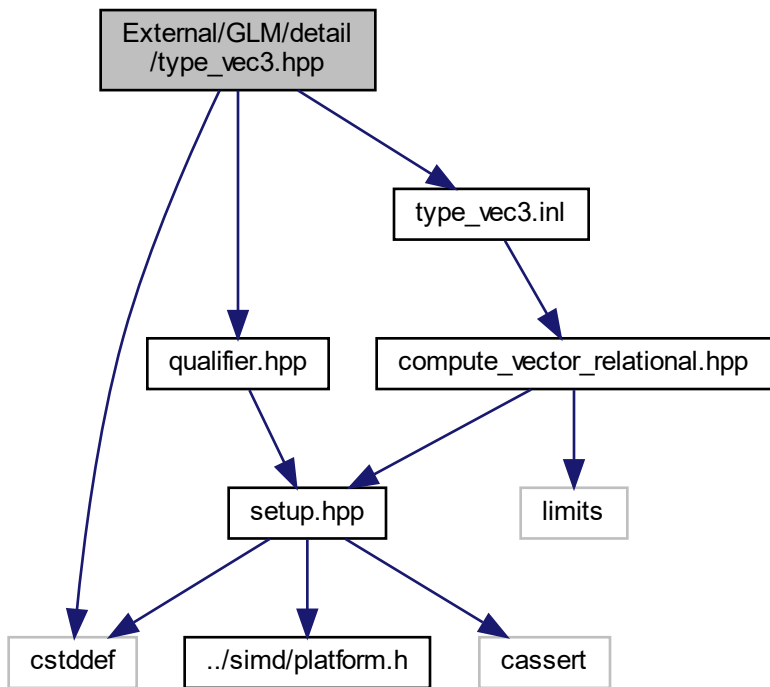 External/GLM/detail
/type_vec3.hpp
type_vec3.inl
qualifier.hpp
compute_vector_relational.hpp
setup.hpp
limits
cstddef
../simd/platform.h
cassert